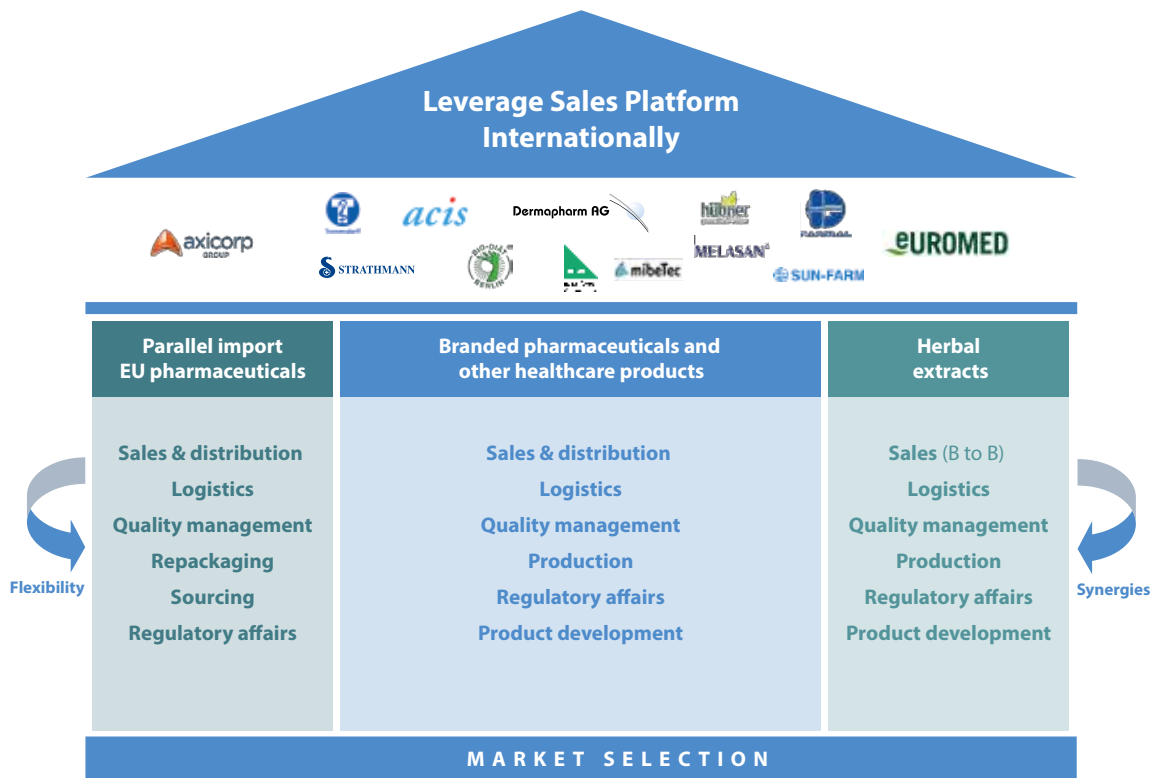 Leverage Sales Platform
Internationally
acis
Dermapharm AG
hübner
axicorp
GROUP
MELASAN
eUROMED
STRATHMANN
BIO-DIÄT
BERLIN
mibeTec
SUN-FARM
Parallel import
EU pharmaceuticals
Branded pharmaceuticals and
other healthcare products
Herbal
extracts
Sales & distribution
Logistics
Quality management
Repackaging
Sourcing
Regulatory affairs
Sales & distribution
Logistics
Quality management
Production
Regulatory affairs
Product development
Sales (B to B)
Logistics
Quality management
Production
Regulatory affairs
Product development
Flexibility
Synergies
MARKET SELECTION